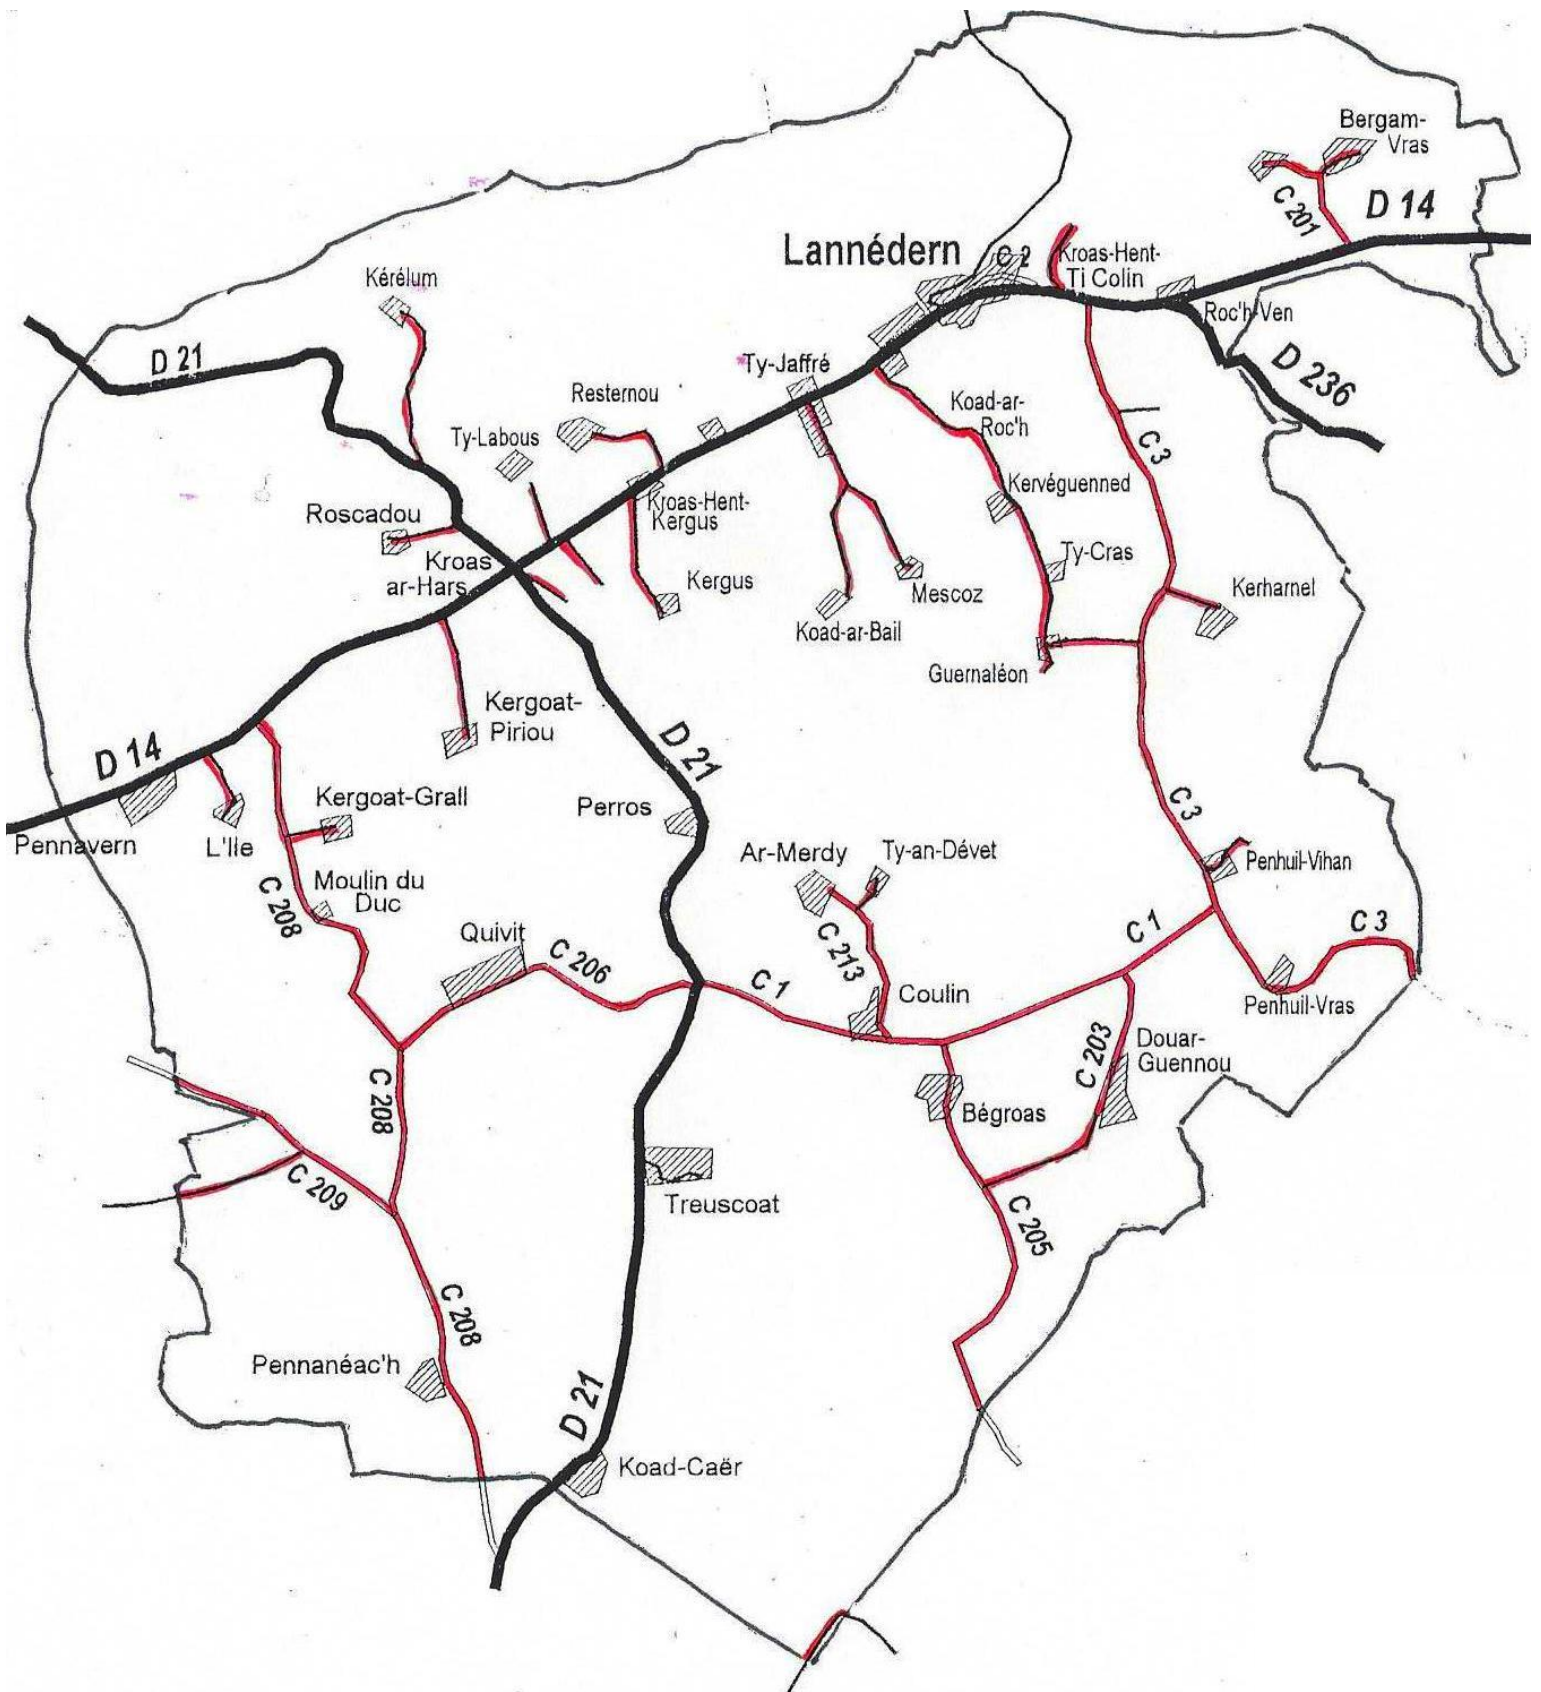 Bergam-
Vras
C 201
D 14
Lannédern
C 2
Kroas-Hent-
Ti Colin
Kérélum
Roc'h-Ven
D 21
D 236
Ty-Jaffré
Resternou
Koad-ar-
Roc'h
Ty-Labous
C 3
Kervéguenned
Kroas-Hent-
Kergus
Roscadou
Kroas
ar-Hars
Ty-Cras
Kergus
Mescoz
Kerharnel
Koad-ar-Bail
Guernaléon
Kergoat-
Piriou
D 14
D 21
Kergoat-Grall
Perros
C 3
Pennavern
L'Ile
Ar-Merdy
Ty-an-Dévet
Penhuil-Vihan
Moulin du
Duc
C 208
Quivit
C 206
C 213
C 1
C 3
C 1
Coulin
Penhuil-Vras
Douar-
Guennou
C 203
C 208
Bégroas
C 209
Treuscoat
C 205
C 208
Pennanéac'h
D 21
Koad-Caër